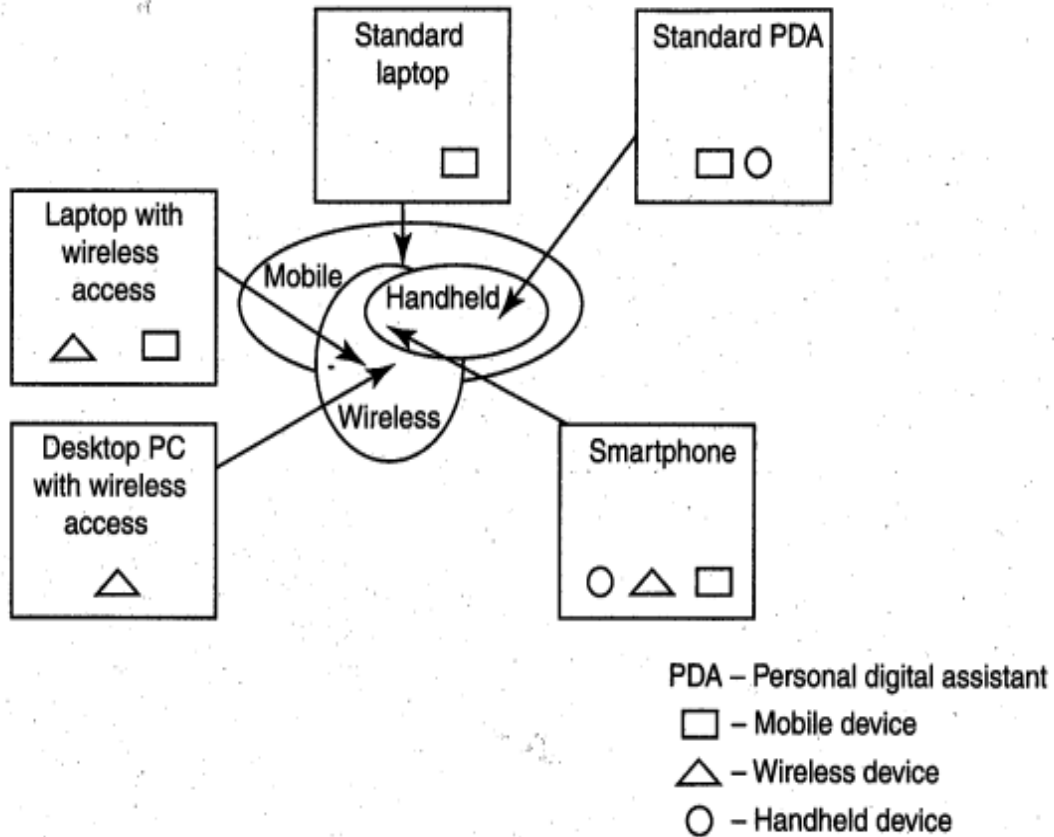 Standard
laptop
Standard PDA
Laptop with
wireless
access
Mobile
Handheld
Wireless
Desktop PC
with wireless
access
Smartphone
PDA – Personal digital assistant
– Mobile device
– Wireless device
– Handheld device